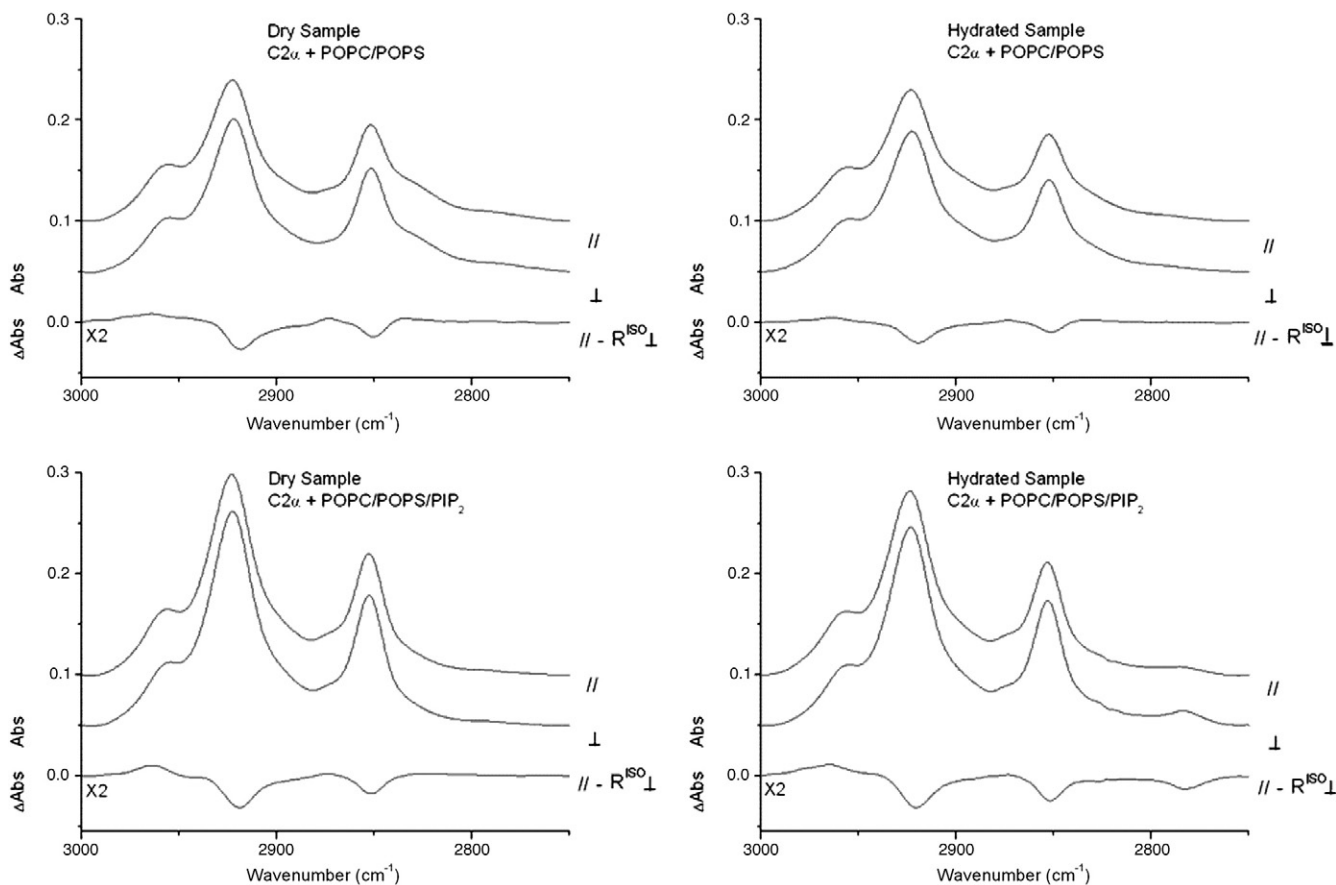 Dry Sample
C2α + POPC/POPS
0.3
0.2
0.1
0.0
ΔAbs Abs
X2
//
⊥
// - R^ISO⊥
3000 2900 2800
Wavenumber (cm⁻¹)
Hydrated Sample
C2α + POPC/POPS
0.3
0.2
0.1
0.0
ΔAbs Abs
X2
//
⊥
// - R^ISO⊥
3000 2900 2800
Wavenumber (cm⁻¹)
Dry Sample
C2α + POPC/POPS/PIP₂
0.3
0.2
0.1
0.0
ΔAbs Abs
X2
//
⊥
// - R^ISO⊥
3000 2900 2800
Wavenumber (cm⁻¹)
Hydrated Sample
C2α + POPC/POPS/PIP₂
0.3
0.2
0.1
0.0
ΔAbs Abs
X2
//
⊥
// - R^ISO⊥
3000 2900 2800
Wavenumber (cm⁻¹)